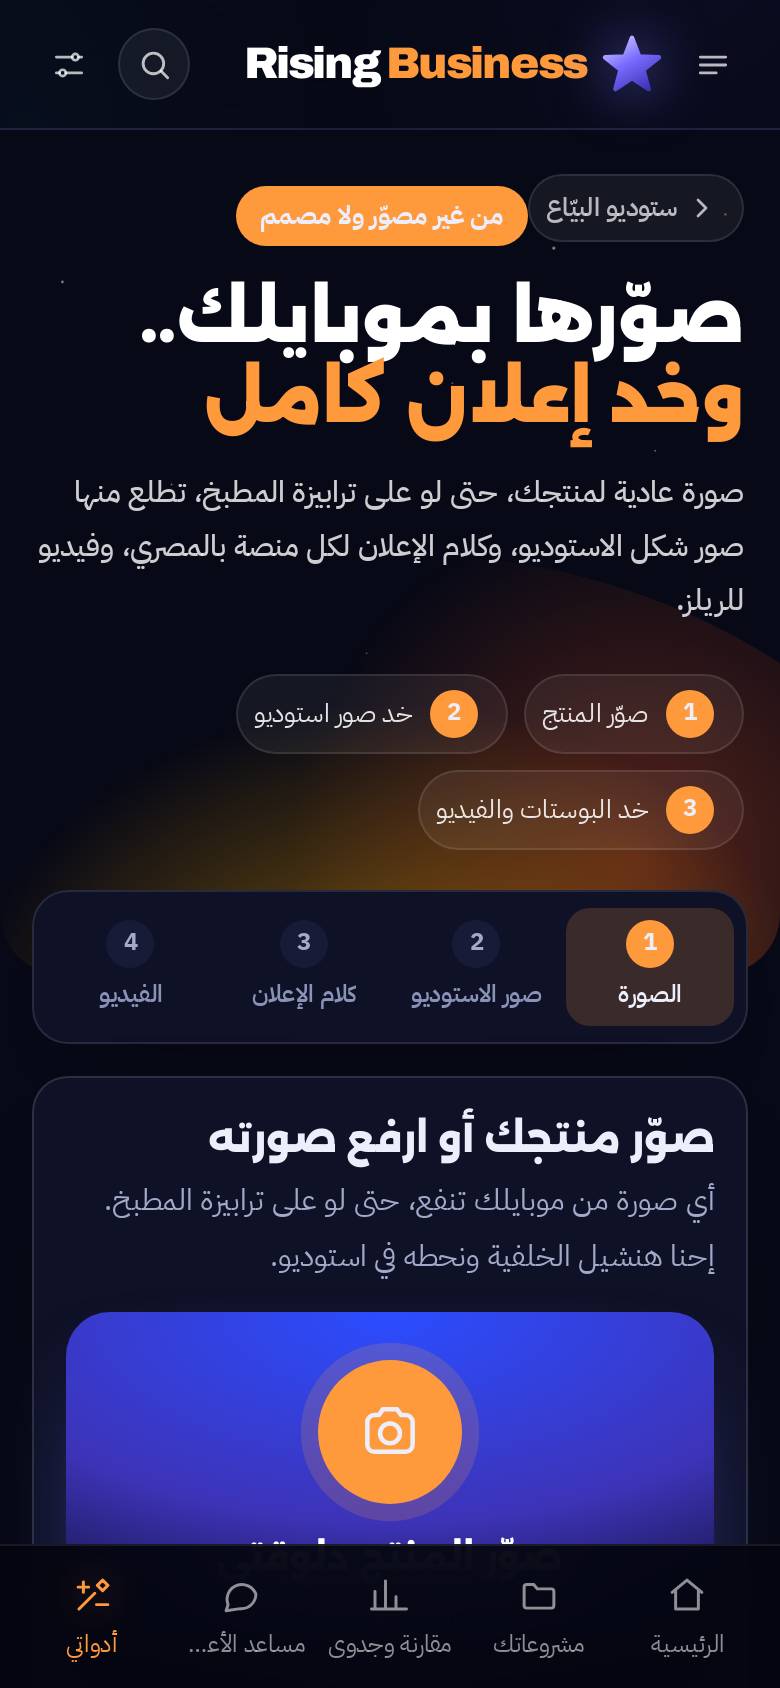 Rising Business
ستوديو البيّاع
من غير مصوّر ولا مصمم
صوّرها بموبايلك..
وخد إعلان كامل
صورة عادية لمنتجك، حتى لو على ترابيزة المطبخ، تطلع منها
صور شكل الاستوديو، وكلام الإعلان لكل منصة بالمصري، وفيديو
للريلز.
1 صوّر المنتج
2 خد صور استوديو
3 خد البوستات والفيديو
1 الصورة
2 صور الاستوديو
3 كلام الإعلان
4 الفيديو
صوّر منتجك أو ارفع صورته
أي صورة من موبايلك تنفع، حتى لو على ترابيزة المطبخ.
إحنا هنشيل الخلفية ونحطه في استوديو.
صوّر المنتج دلوقتي
الرئيسية
مشروعاتك
مقارنة وجدوى
مساعد الأعـ...
أدواتي